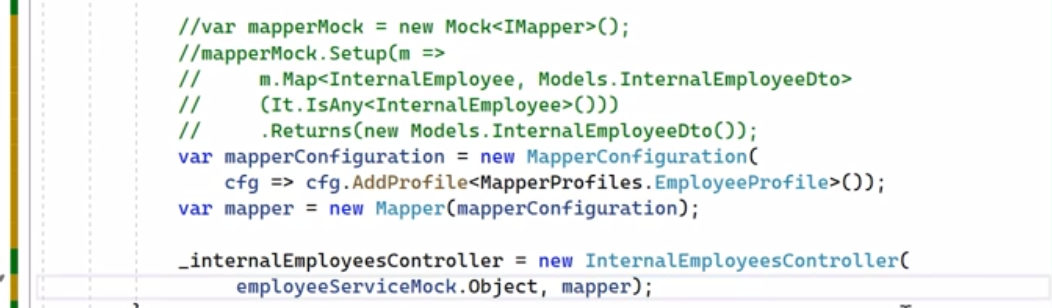 //var mapperMock = new Mock<IMapper>();
//mapperMock.Setup(m =>
//     m.Map<InternalEmployee, Models.InternalEmployeeDto>
//     (It.IsAny<InternalEmployee>()))
//     .Returns(new Models.InternalEmployeeDto());
var mapperConfiguration = new MapperConfiguration(
    cfg => cfg.AddProfile<MapperProfiles.EmployeeProfile>());
var mapper = new Mapper(mapperConfiguration);

_internalEmployeesController = new InternalEmployeesController(
     employeeServiceMock.Object, mapper);